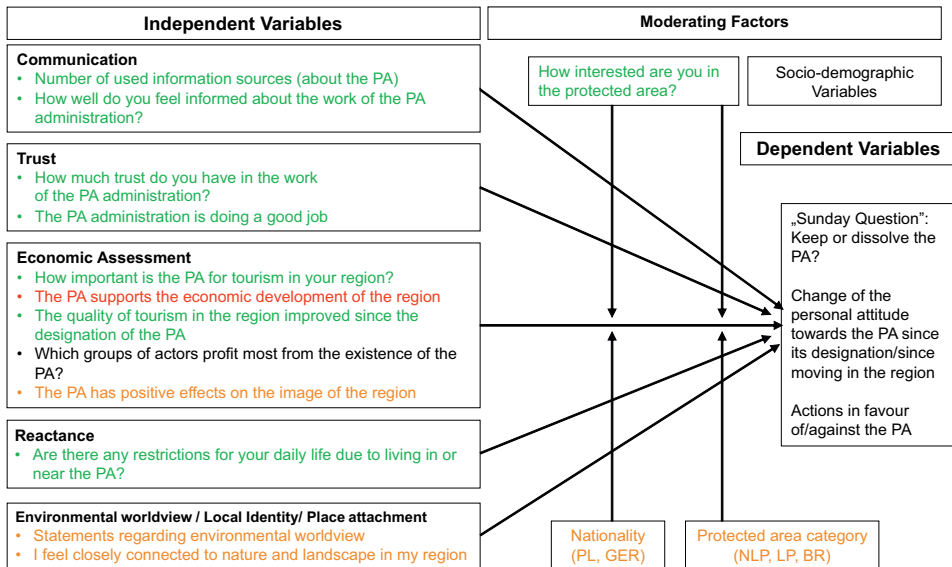 Independent Variables
Communication
• Number of used information sources (about the PA)
• How well do you feel informed about the work of the PA
administration?
Trust
• How much trust do you have in the work
of the PA administration?
• The PA administration is doing a good job
Economic Assessment
• How important is the PA for tourism in your region?
• The PA supports the economic development of the region
• The quality of tourism in the region improved since the
designation of the PA
• Which groups of actors profit most from the existence of the
PA?
• The PA has positive effects on the image of the region
Reactance
• Are there any restrictions for your daily life due to living in or
near the PA?
Environmental worldview / Local Identity/ Place attachment
• Statements regarding environmental worldview
• I feel closely connected to nature and landscape in my region
Moderating Factors
How interested are you in
the protected area?
Socio-demographic
Variables
Dependent Variables
„Sunday Question”:
Keep or dissolve the
PA?
Change of the
personal attitude
towards the PA since
its designation/since
moving in the region
Actions in favour
of/against the PA
Nationality
(PL, GER)
Protected area category
(NLP, LP, BR)